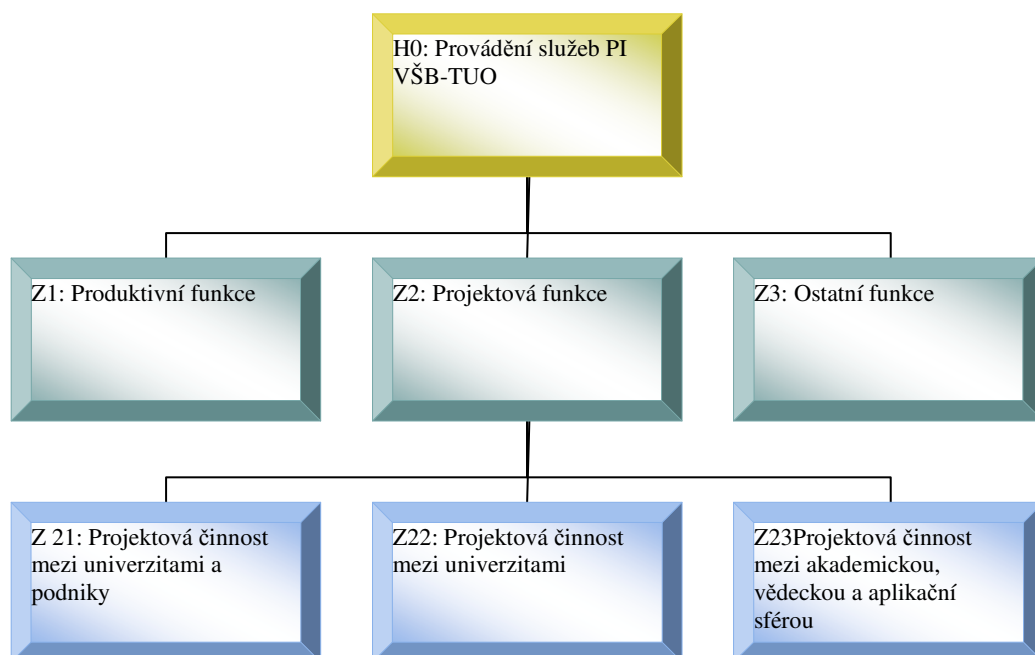 H0: Provádění služeb PI
VŠB-TUO
Z1: Produktivní funkce
Z2: Projektová funkce
Z3: Ostatní funkce
Z 21: Projektová činnost
mezi univerzitami a
podniky
Z22: Projektová činnost
mezi univerzitami
Z23Projektová činnost
mezi akademickou,
vědeckou a aplikační
sférou